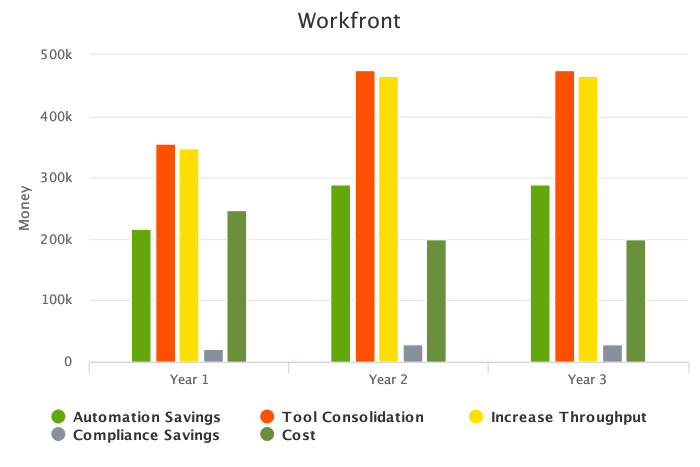 Workfront
500k
400k
300k
200k
100k
0
Money
Year 1 Year 2 Year 3
Automation Savings Tool Consolidation Increase Throughput
Compliance Savings Cost